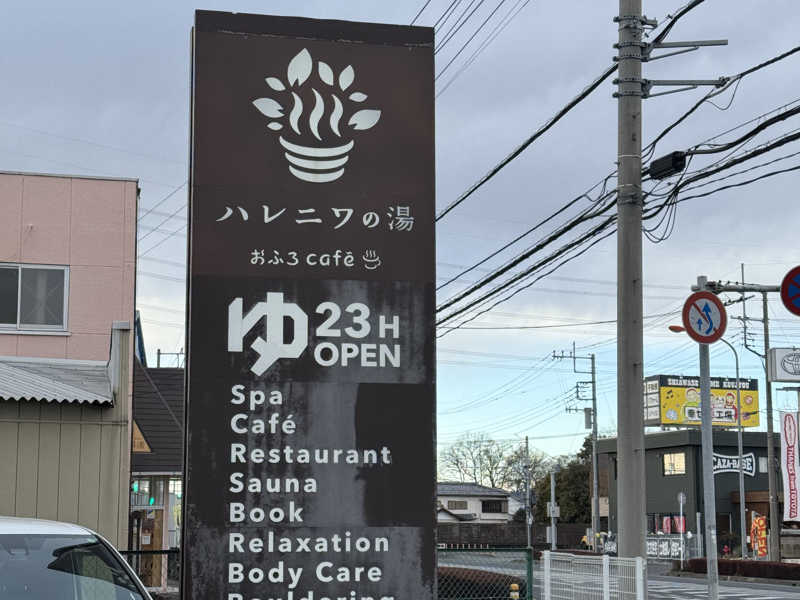 ハレニワの湯
おふろcafé
ゆ 23H
OPEN
Spa
Café
Restaurant
Sauna
Book
Relaxation
Body Care
Bouldering
CAZA-BASE